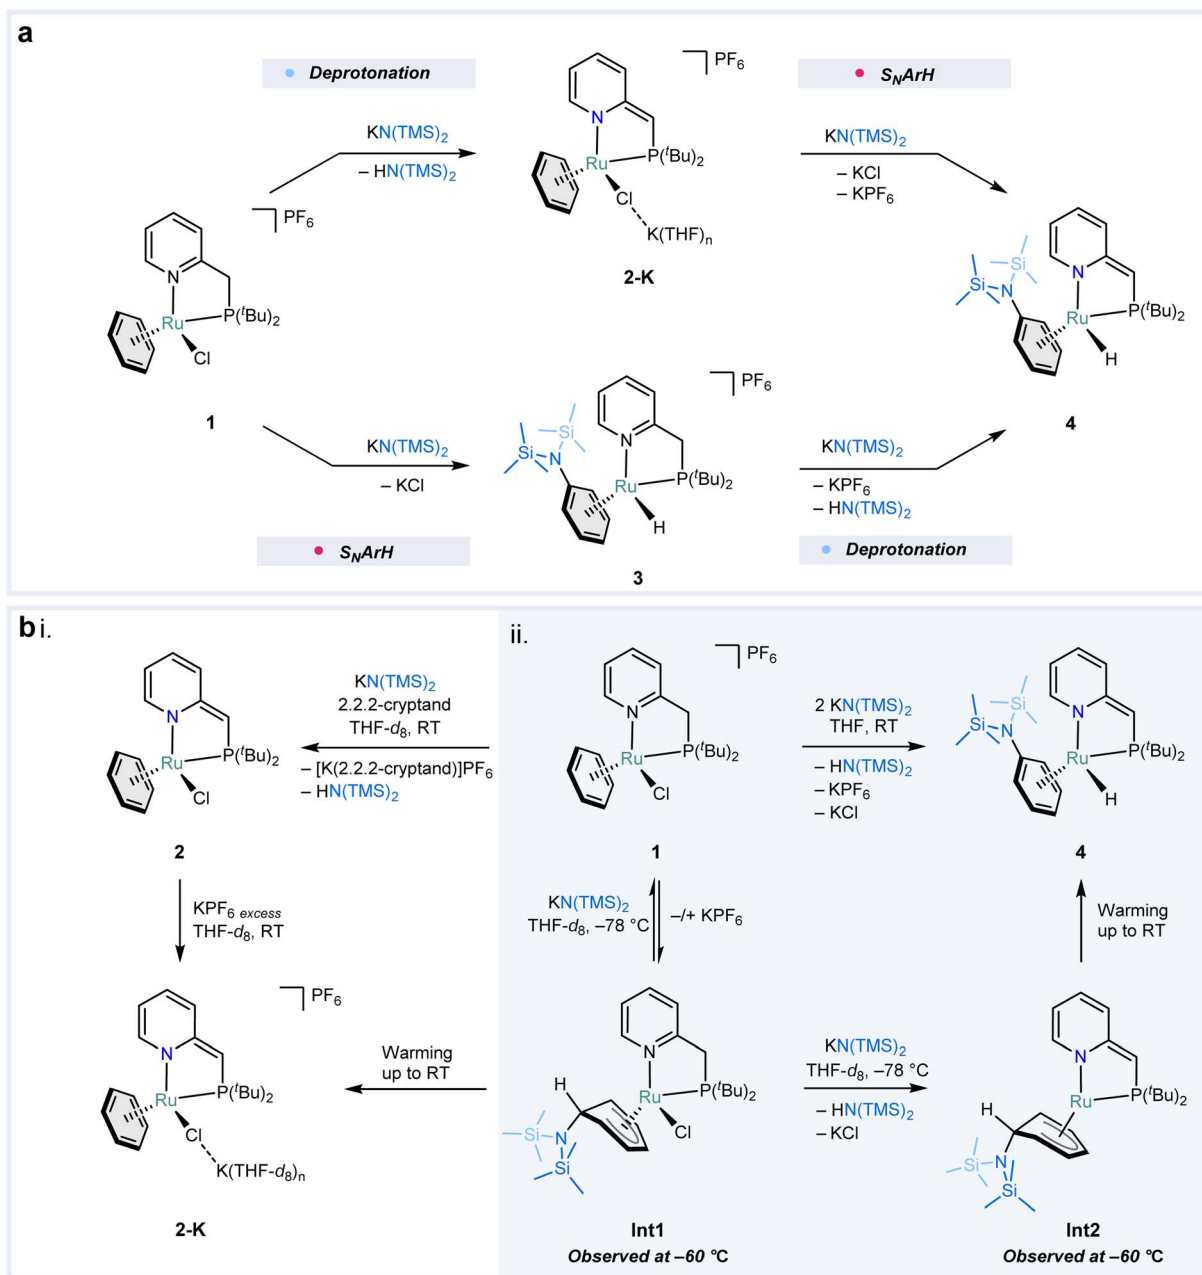 a
Deprotonation
SNArH
KN(TMS)2
– HN(TMS)2
N
Ru
P(tBu)2
Cl
K(THF)n
PF6
2-K
KN(TMS)2
– KCl
– KPF6
N
Ru
P(tBu)2
Cl
PF6
1
Si
Si
N
N
Ru
P(tBu)2
H
4
KN(TMS)2
– KCl
SNArH
Si
Si
N
N
Ru
P(tBu)2
H
PF6
3
KN(TMS)2
– KPF6
– HN(TMS)2
Deprotonation
b i.
N
Ru
P(tBu)2
Cl
2
KN(TMS)2
2.2.2-cryptand
THF-d8, RT
– [K(2.2.2-cryptand)]PF6
– HN(TMS)2
KPF6 excess
THF-d8, RT
N
Ru
P(tBu)2
Cl
K(THF-d8)n
PF6
2-K
Warming
up to RT
ii.
N
Ru
P(tBu)2
Cl
PF6
1
2 KN(TMS)2
THF, RT
– HN(TMS)2
– KPF6
– KCl
Si
Si
N
N
Ru
P(tBu)2
H
4
KN(TMS)2
THF-d8, –78 °C
–/+ KPF6
Warming
up to RT
N
Ru
P(tBu)2
Cl
H
Si
N
Si
Int1
Observed at –60 °C
KN(TMS)2
THF-d8, –78 °C
– HN(TMS)2
– KCl
N
Ru
P(tBu)2
H
Si
N
Si
Int2
Observed at –60 °C